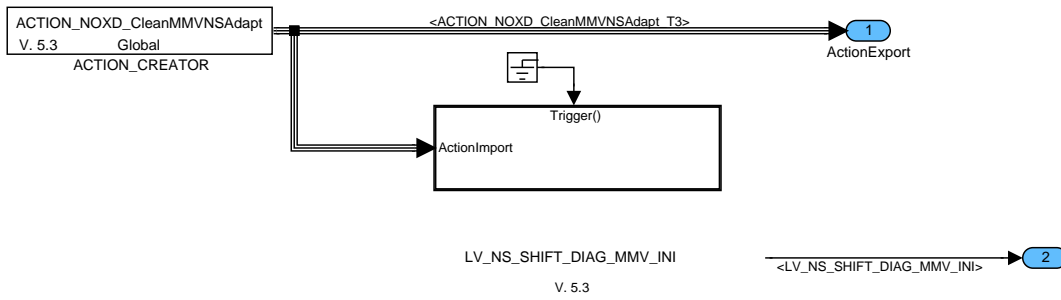 ACTION_NOXD_CleanMMVNSAdapt
V. 5.3 Global
ACTION_CREATOR
<ACTION_NOXD_CleanMMVNSAdapt_T3>
1
ActionExport
Trigger()
ActionImport
LV_NS_SHIFT_DIAG_MMV_INI
V. 5.3
<LV_NS_SHIFT_DIAG_MMV_INI>
2